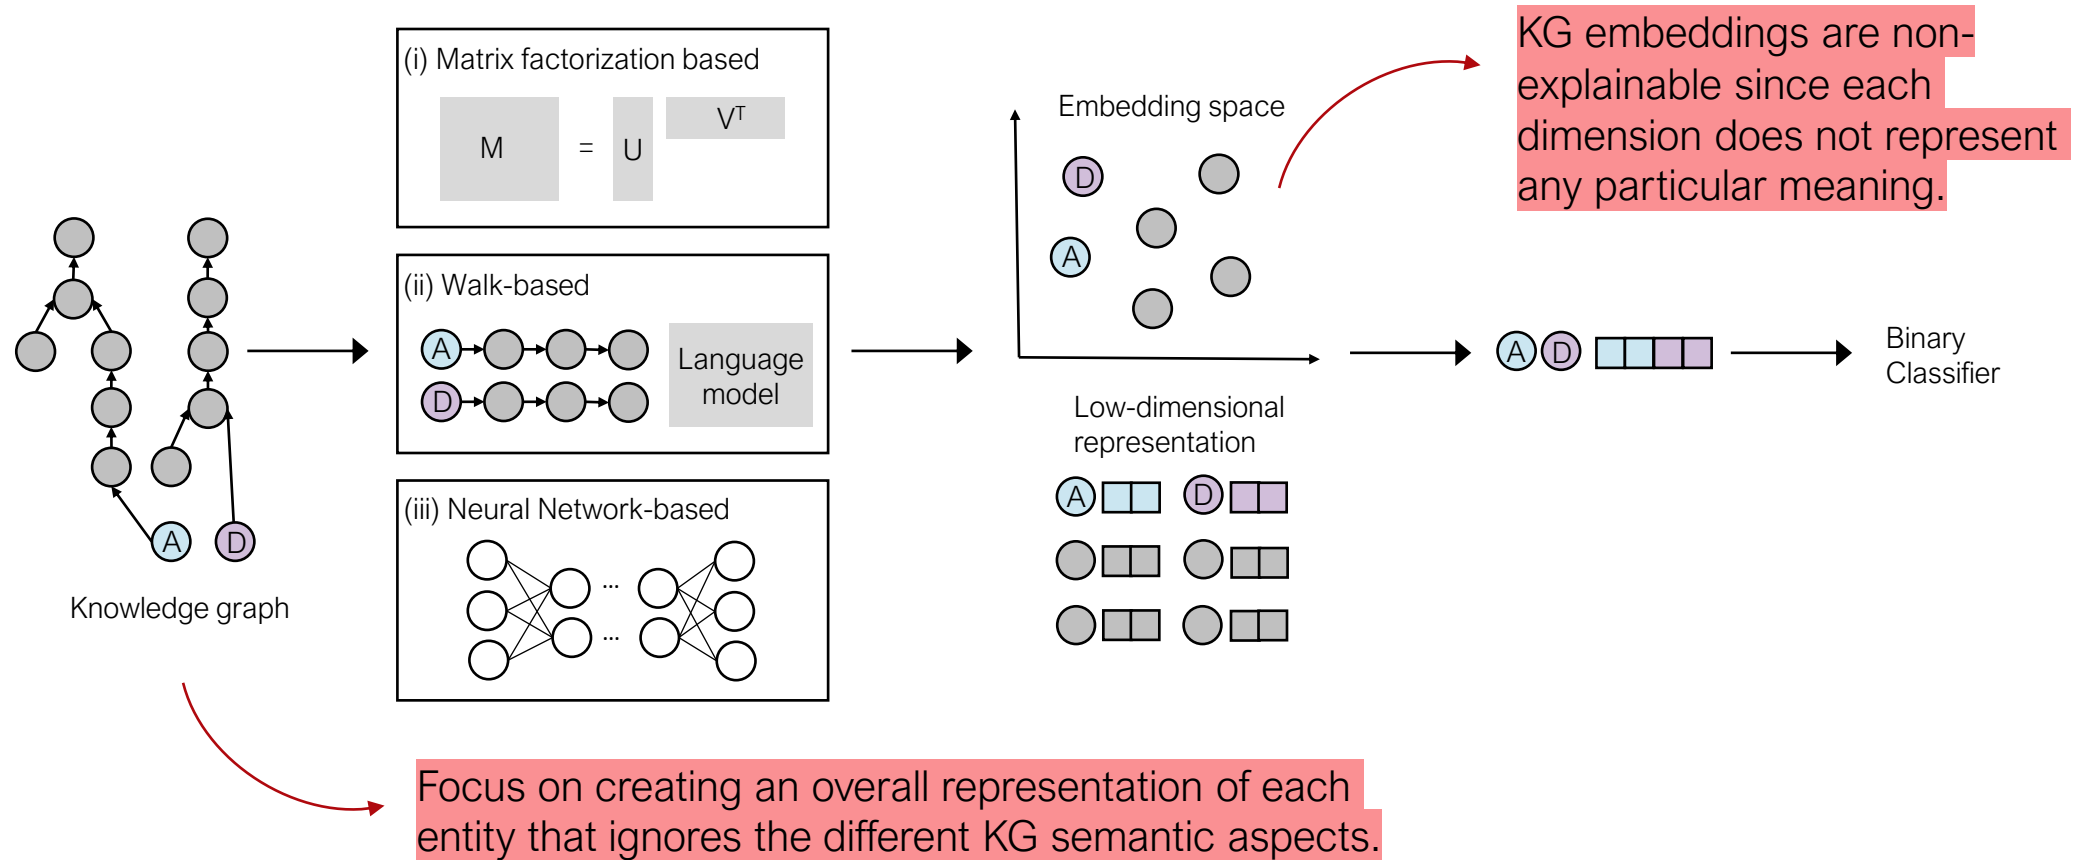 (i) Matrix factorization based
M = U V^T
(ii) Walk-based
A
D
Language
model
(iii) Neural Network-based
...
...
A
D
Knowledge graph
Embedding space
D
A
Low-dimensional
representation
A D
A D
Binary
Classifier
KG embeddings are non-
explainable since each
dimension does not represent
any particular meaning.
Focus on creating an overall representation of each
entity that ignores the different KG semantic aspects.